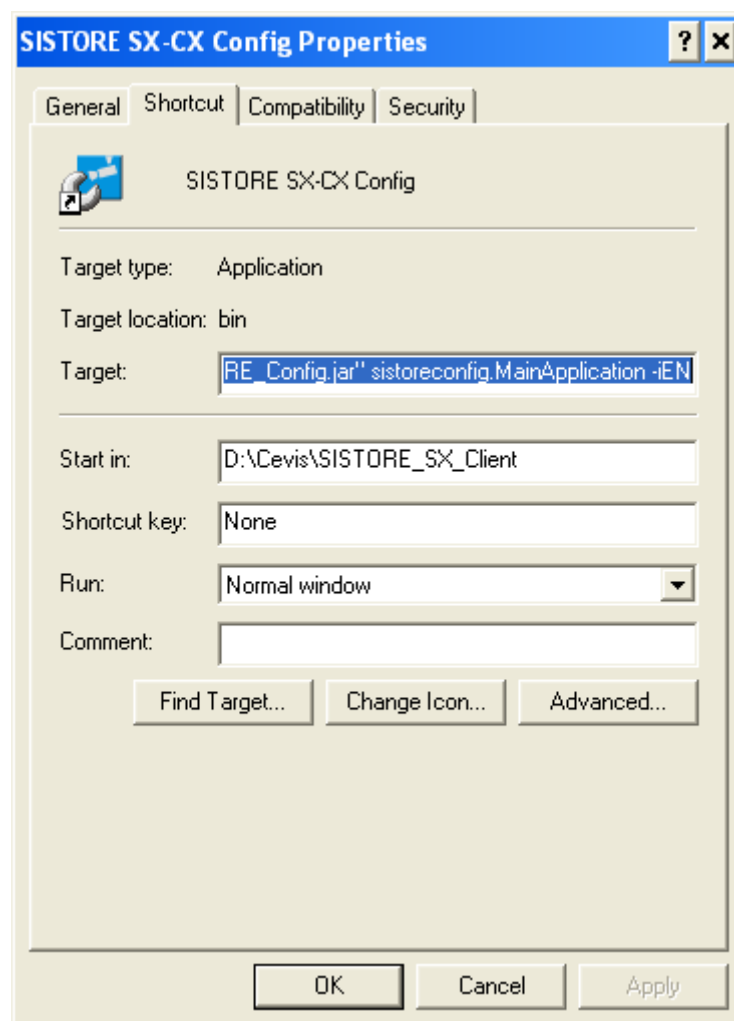 SISTORE SX-CX Config Properties
General Shortcut Compatibility Security
SISTORE SX-CX Config
Target type: Application
Target location: bin
Target: RE_Config.jar" sistoreconfig.MainApplication -iEN
Start in: D:\Cevis\SISTORE_SX_Client
Shortcut key: None
Run: Normal window
Comment:
Find Target... Change Icon... Advanced...
OK Cancel Apply